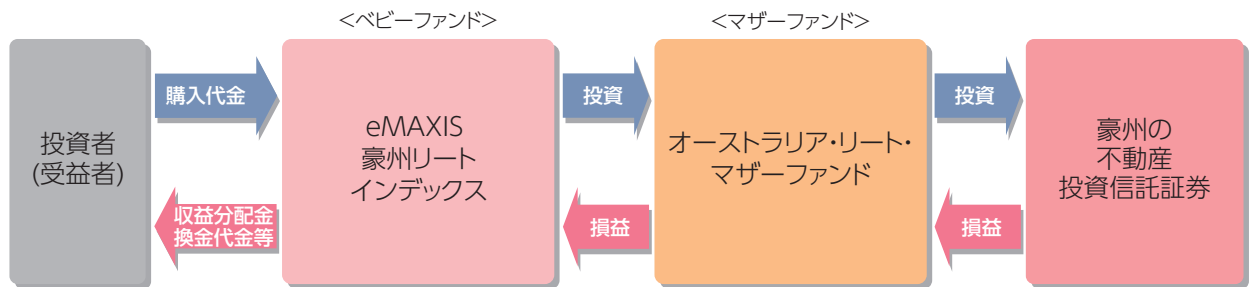 <ベビーファンド>
<マザーファンド>
投資者
(受益者)
購入代金
収益分配金
換金代金等
eMAXIS
豪州リート
インデックス
投資
損益
オーストラリア・リート・
マザーファンド
投資
損益
豪州の
不動産
投資信託証券